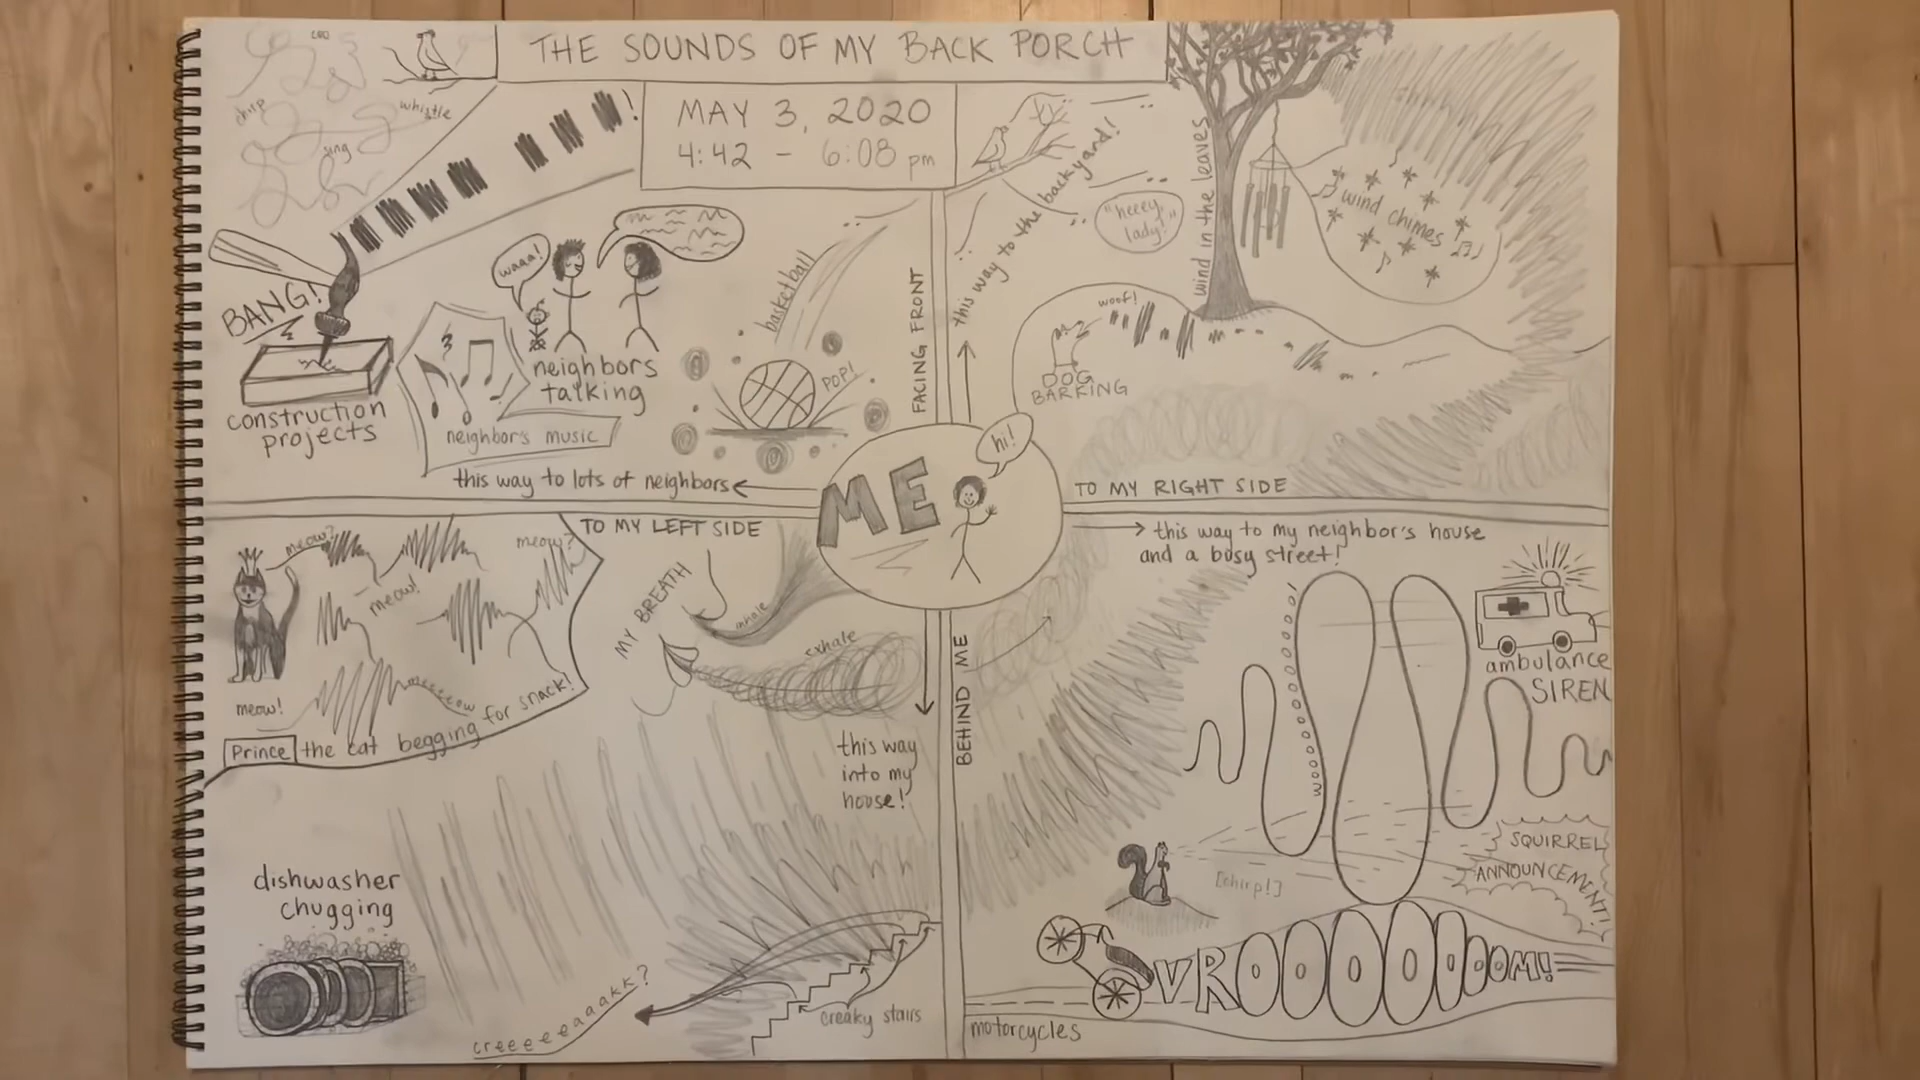 THE SOUNDS OF MY BACK PORCH
MAY 3, 2020
4:42 - 6:08 pm
coo
chirp
whistle
sing
BANG!
construction
projects
neighbor's music
waaa!
neighbors
talking
basketball
POP!
this way to lots of neighbors
FACING FRONT
this way to the backyard!
"heeey,
lady!"
wind in the leaves
wind chimes
woof!
DOG
BARKING
ME
hi!
TO MY RIGHT SIDE
TO MY LEFT SIDE
meow?
meow?
meow!
meow!
meeeeow
Prince the cat begging for snack?
MY BREATH
inhale
exhale
this way
into my
house!
BEHIND ME
dishwasher
chugging
creeeeeaaakk?
creaky stairs
this way to my neighbor's house
and a busy street!
ambulance
SIREN
SQUIRREL
ANNOUNCEMENT!
[chirp!]
VROOOOOOOOM!
motorcycles